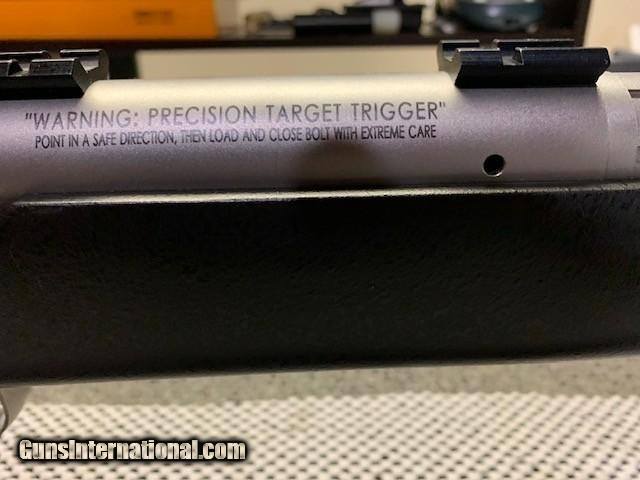 "WARNING: PRECISION TARGET TRIGGER"
POINT IN A SAFE DIRECTION, THEN LOAD AND CLOSE BOLT WITH EXTREME CARE
GunsInternational.com